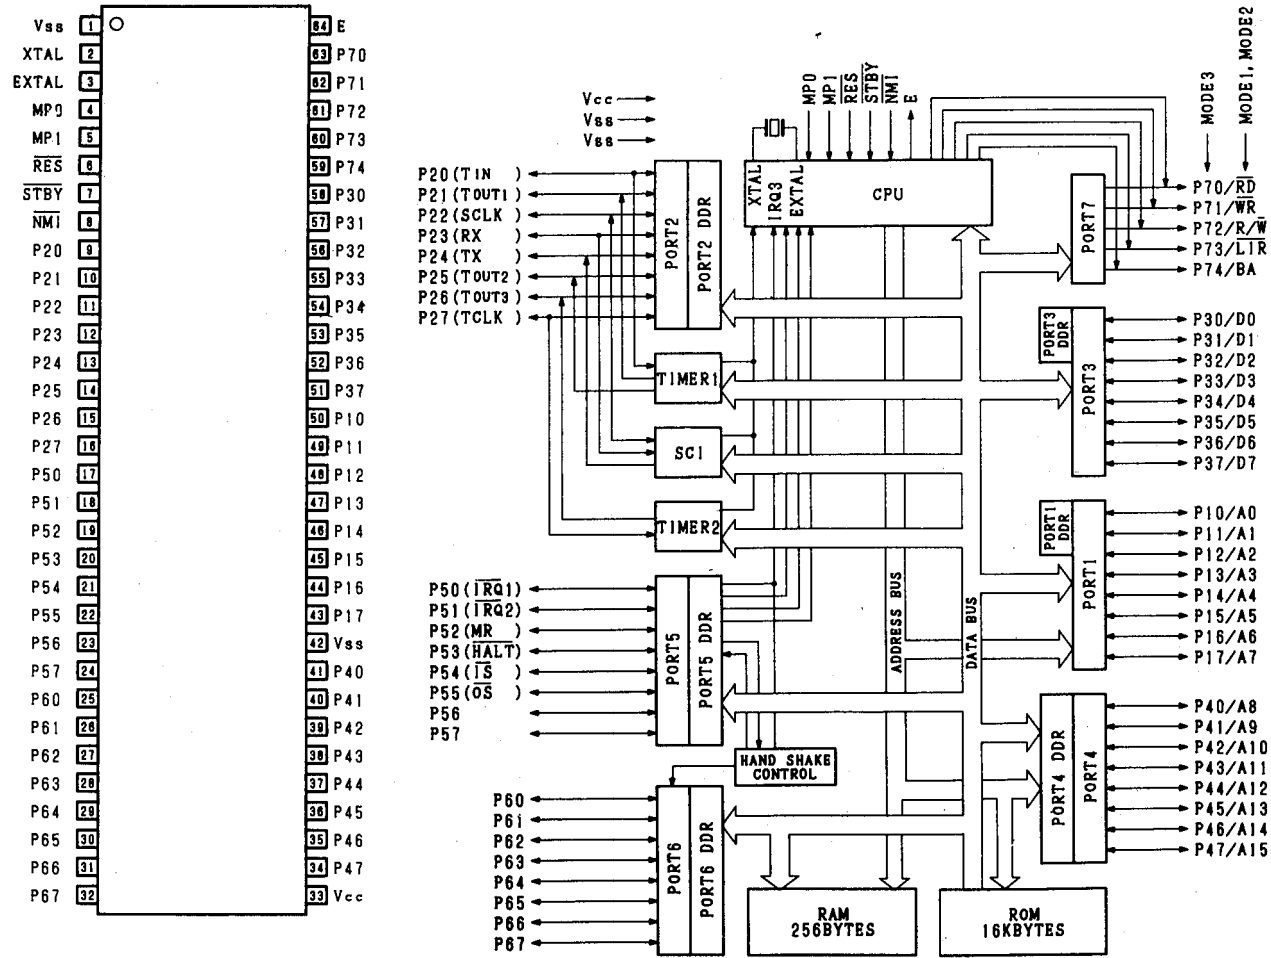 Vss 1 64 E
XTAL 2 63 P70
EXTAL 3 62 P71
MP0 4 61 P72
MP1 5 60 P73
RES 6 59 P74
STBY 7 58 P30
NMI 8 57 P31
P20 9 56 P32
P21 10 55 P33
P22 11 54 P34
P23 12 53 P35
P24 13 52 P36
P25 14 51 P37
P26 15 50 P10
P27 16 49 P11
P50 17 48 P12
P51 18 47 P13
P52 19 46 P14
P53 20 45 P15
P54 21 44 P16
P55 22 43 P17
P56 23 42 Vss
P57 24 41 P40
P60 25 40 P41
P61 26 39 P42
P62 27 38 P43
P63 28 37 P44
P64 29 36 P45
P65 30 35 P46
P66 31 34 P47
P67 32 33 Vcc
Vcc
Vss
Vss
MP0
MP1
RES
STBY
NMI
E
MODE3
MODE1, MODE2
XTAL
IRQ3
EXTAL
CPU
P20(TIN )
P21(TOUT1)
P22(SCLK )
P23(RX )
P24(TX )
P25(TOUT2)
P26(TOUT3)
P27(TCLK )
PORT2
PORT2 DDR
TIMER1
SCI
TIMER2
P50(IRQ1)
P51(IRQ2)
P52(MR )
P53(HALT)
P54(IS )
P55(OS )
P56
P57
PORT5
PORT5 DDR
HAND SHAKE
CONTROL
P60
P61
P62
P63
P64
P65
P66
P67
PORT6
PORT6 DDR
ADDRESS BUS
DATA BUS
RAM
256BYTES
ROM
16KBYTES
PORT7
P70/RD
P71/WR
P72/R/W
P73/LIR
P74/BA
PORT3
DDR
PORT3
P30/D0
P31/D1
P32/D2
P33/D3
P34/D4
P35/D5
P36/D6
P37/D7
PORT1
DDR
PORT1
P10/A0
P11/A1
P12/A2
P13/A3
P14/A4
P15/A5
P16/A6
P17/A7
PORT4 DDR
PORT4
P40/A8
P41/A9
P42/A10
P43/A11
P44/A12
P45/A13
P46/A14
P47/A15